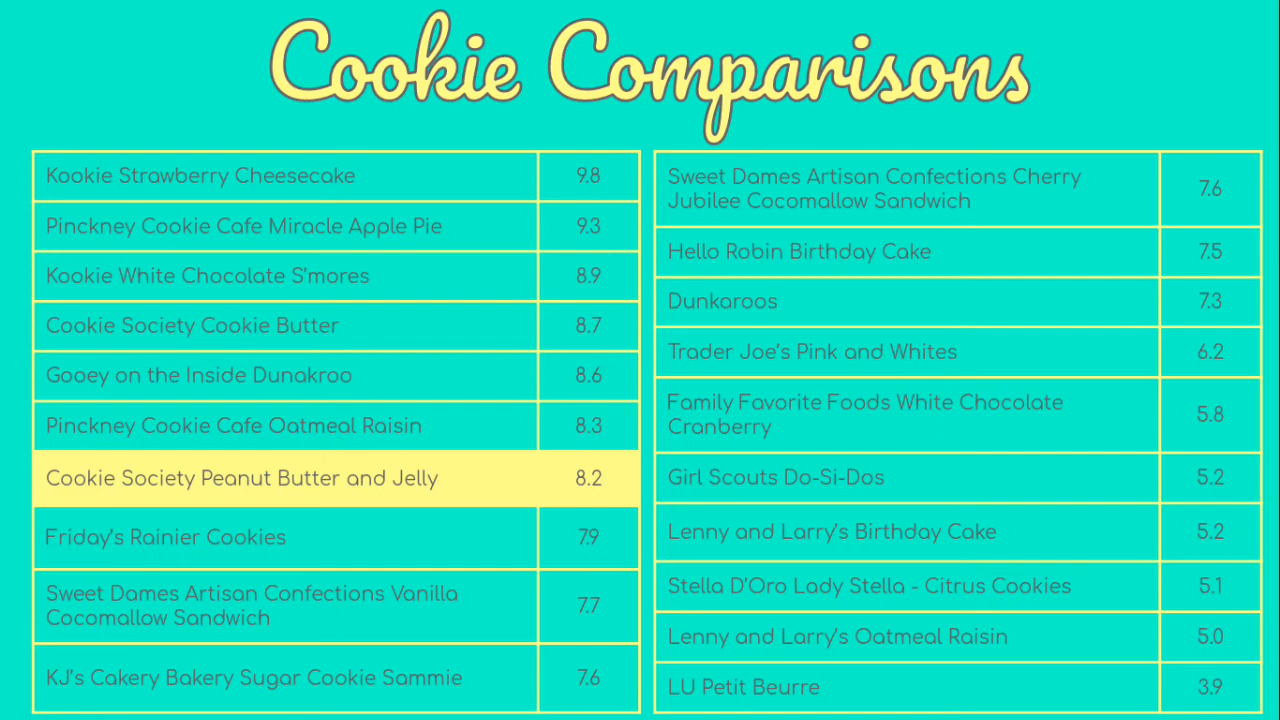 Cookie Comparisons
Kookie Strawberry Cheesecake 9.8
Pinckney Cookie Cafe Miracle Apple Pie 9.3
Kookie White Chocolate S'mores 8.9
Cookie Society Cookie Butter 8.7
Gooey on the Inside Dunakroo 8.6
Pinckney Cookie Cafe Oatmeal Raisin 8.3
Cookie Society Peanut Butter and Jelly 8.2
Friday's Rainier Cookies 7.9
Sweet Dames Artisan Confections Vanilla
Cocomallow Sandwich 7.7
KJ's Cakery Bakery Sugar Cookie Sammie 7.6
Sweet Dames Artisan Confections Cherry
Jubilee Cocomallow Sandwich 7.6
Hello Robin Birthday Cake 7.5
Dunkaroos 7.3
Trader Joe's Pink and Whites 6.2
Family Favorite Foods White Chocolate
Cranberry 5.8
Girl Scouts Do-Si-Dos 5.2
Lenny and Larry's Birthday Cake 5.2
Stella D'Oro Lady Stella - Citrus Cookies 5.1
Lenny and Larry's Oatmeal Raisin 5.0
LU Petit Beurre 3.9